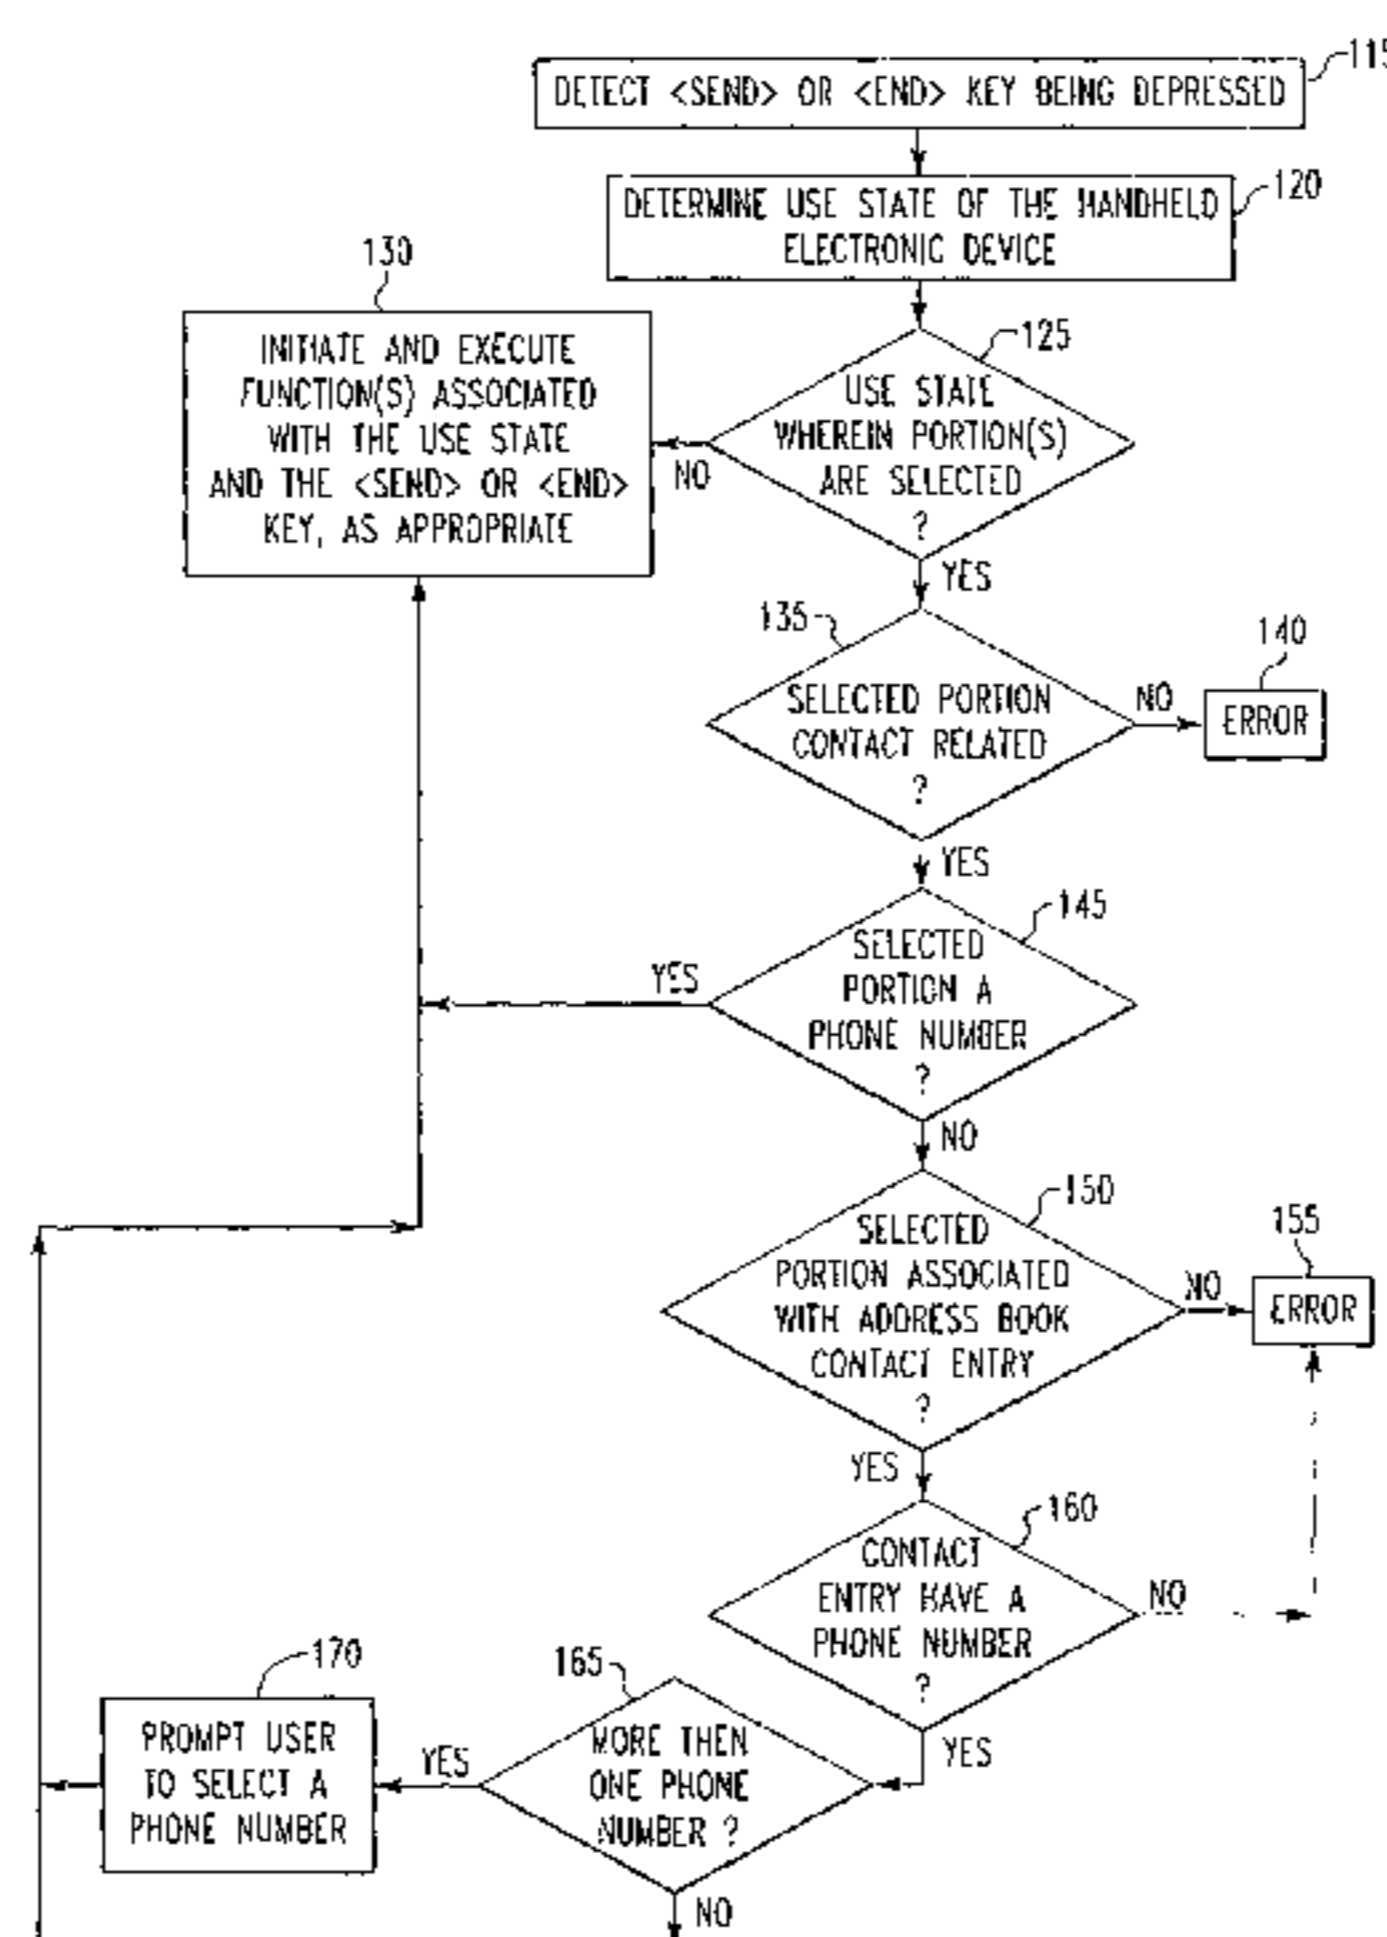 115
DETECT <SEND> OR <END> KEY BEING DEPRESSED
120
DETERMINE USE STATE OF THE HANDHELD
ELECTRONIC DEVICE
130
INITIATE AND EXECUTE
FUNCTION(S) ASSOCIATED
WITH THE USE STATE
AND THE <SEND> OR <END>
KEY, AS APPROPRIATE
125
USE STATE
WHEREIN PORTION(S)
ARE SELECTED
?
NO
YES
135
SELECTED PORTION
CONTACT RELATED
?
NO
140
ERROR
YES
145
SELECTED
PORTION A
PHONE NUMBER
?
YES
NO
150
SELECTED
PORTION ASSOCIATED
WITH ADDRESS BOOK
CONTACT ENTRY
?
NO
155
ERROR
YES
160
CONTACT
ENTRY HAVE A
PHONE NUMBER
?
NO
YES
165
MORE THEN
ONE PHONE
NUMBER ?
YES
170
PROMPT USER
TO SELECT A
PHONE NUMBER
NO